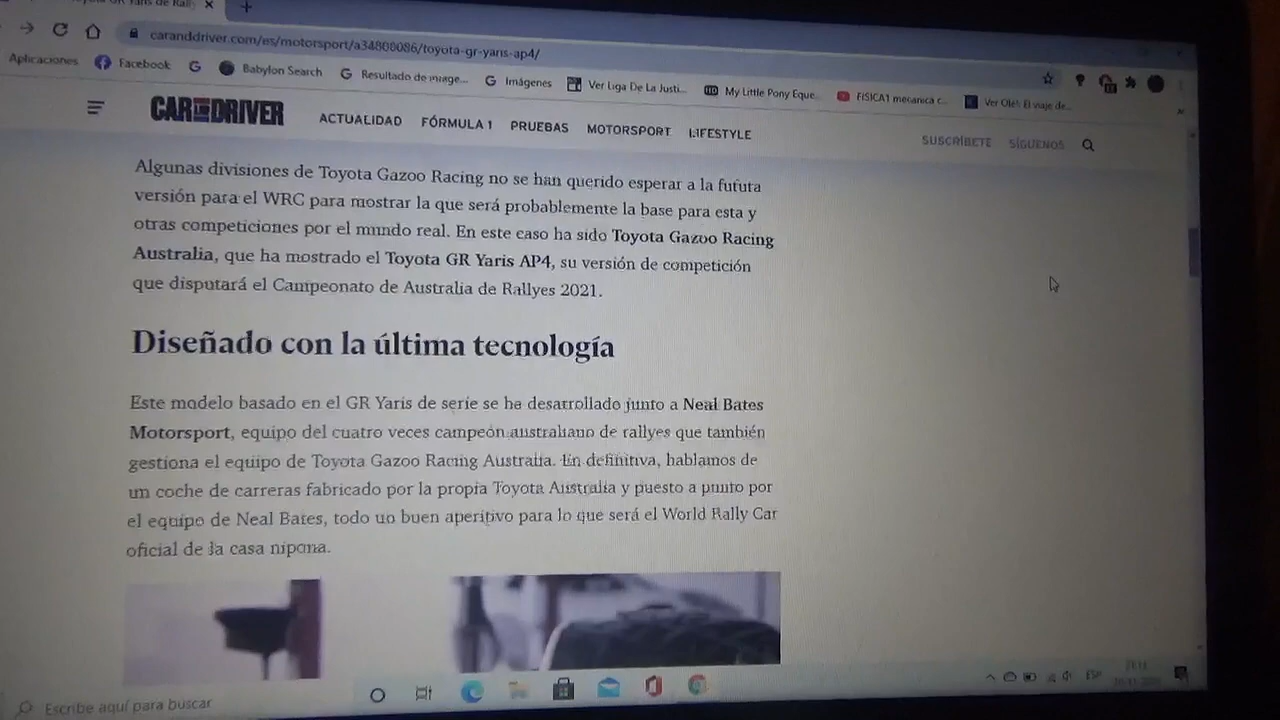 caranddriver.com/es/motorsport/a34808086/toyota-gr-yaris-ap4/
Aplicaciones Facebook Babylon Search Resultado de image... Imágenes Ver Liga De La Justi... My Little Pony Eque... FISICA1 mecanica c... Ver Ole!: El viaje de...
CAR AND DRIVER ACTUALIDAD FÓRMULA 1 PRUEBAS MOTORSPORT LIFESTYLE SUSCRÍBETE SÍGUENOS
Algunas divisiones de Toyota Gazoo Racing no se han querido esperar a la futura
versión para el WRC para mostrar la que será probablemente la base para esta y
otras competiciones por el mundo real. En este caso ha sido Toyota Gazoo Racing
Australia, que ha mostrado el Toyota GR Yaris AP4, su versión de competición
que disputará el Campeonato de Australia de Rallyes 2021.
Diseñado con la última tecnología
Este modelo basado en el GR Yaris de serie se ha desarrollado junto a Neal Bates
Motorsport, equipo del cuatro veces campeón australiano de rallyes que también
gestiona el equipo de Toyota Gazoo Racing Australia. En definitiva, hablamos de
un coche de carreras fabricado por la propia Toyota Australia y puesto a punto por
el equipo de Neal Bates, todo un buen aperitivo para lo que será el World Rally Car
oficial de la casa nipona.
Escribe aquí para buscar ESP